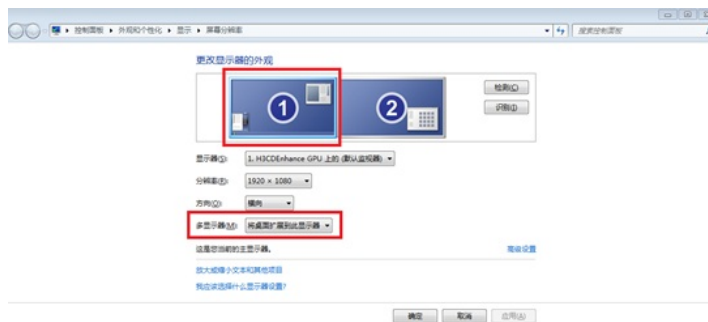 控制面板 ▸ 外观和个性化 ▸ 显示 ▸ 屏幕分辨率
搜索控制面板
更改显示器的外观
1
2
检测(C)
识别(I)
显示器(S): 1. H3CDEnhance GPU 上的 (默认监视器)
分辨率(R): 1920 × 1080
方向(O): 横向
多显示器(M): 将桌面扩展到此显示器
这是您当前的主显示器。
高级设置
放大或缩小文本和其他项目
我应该选择什么显示器设置?
确定 取消 应用(A)